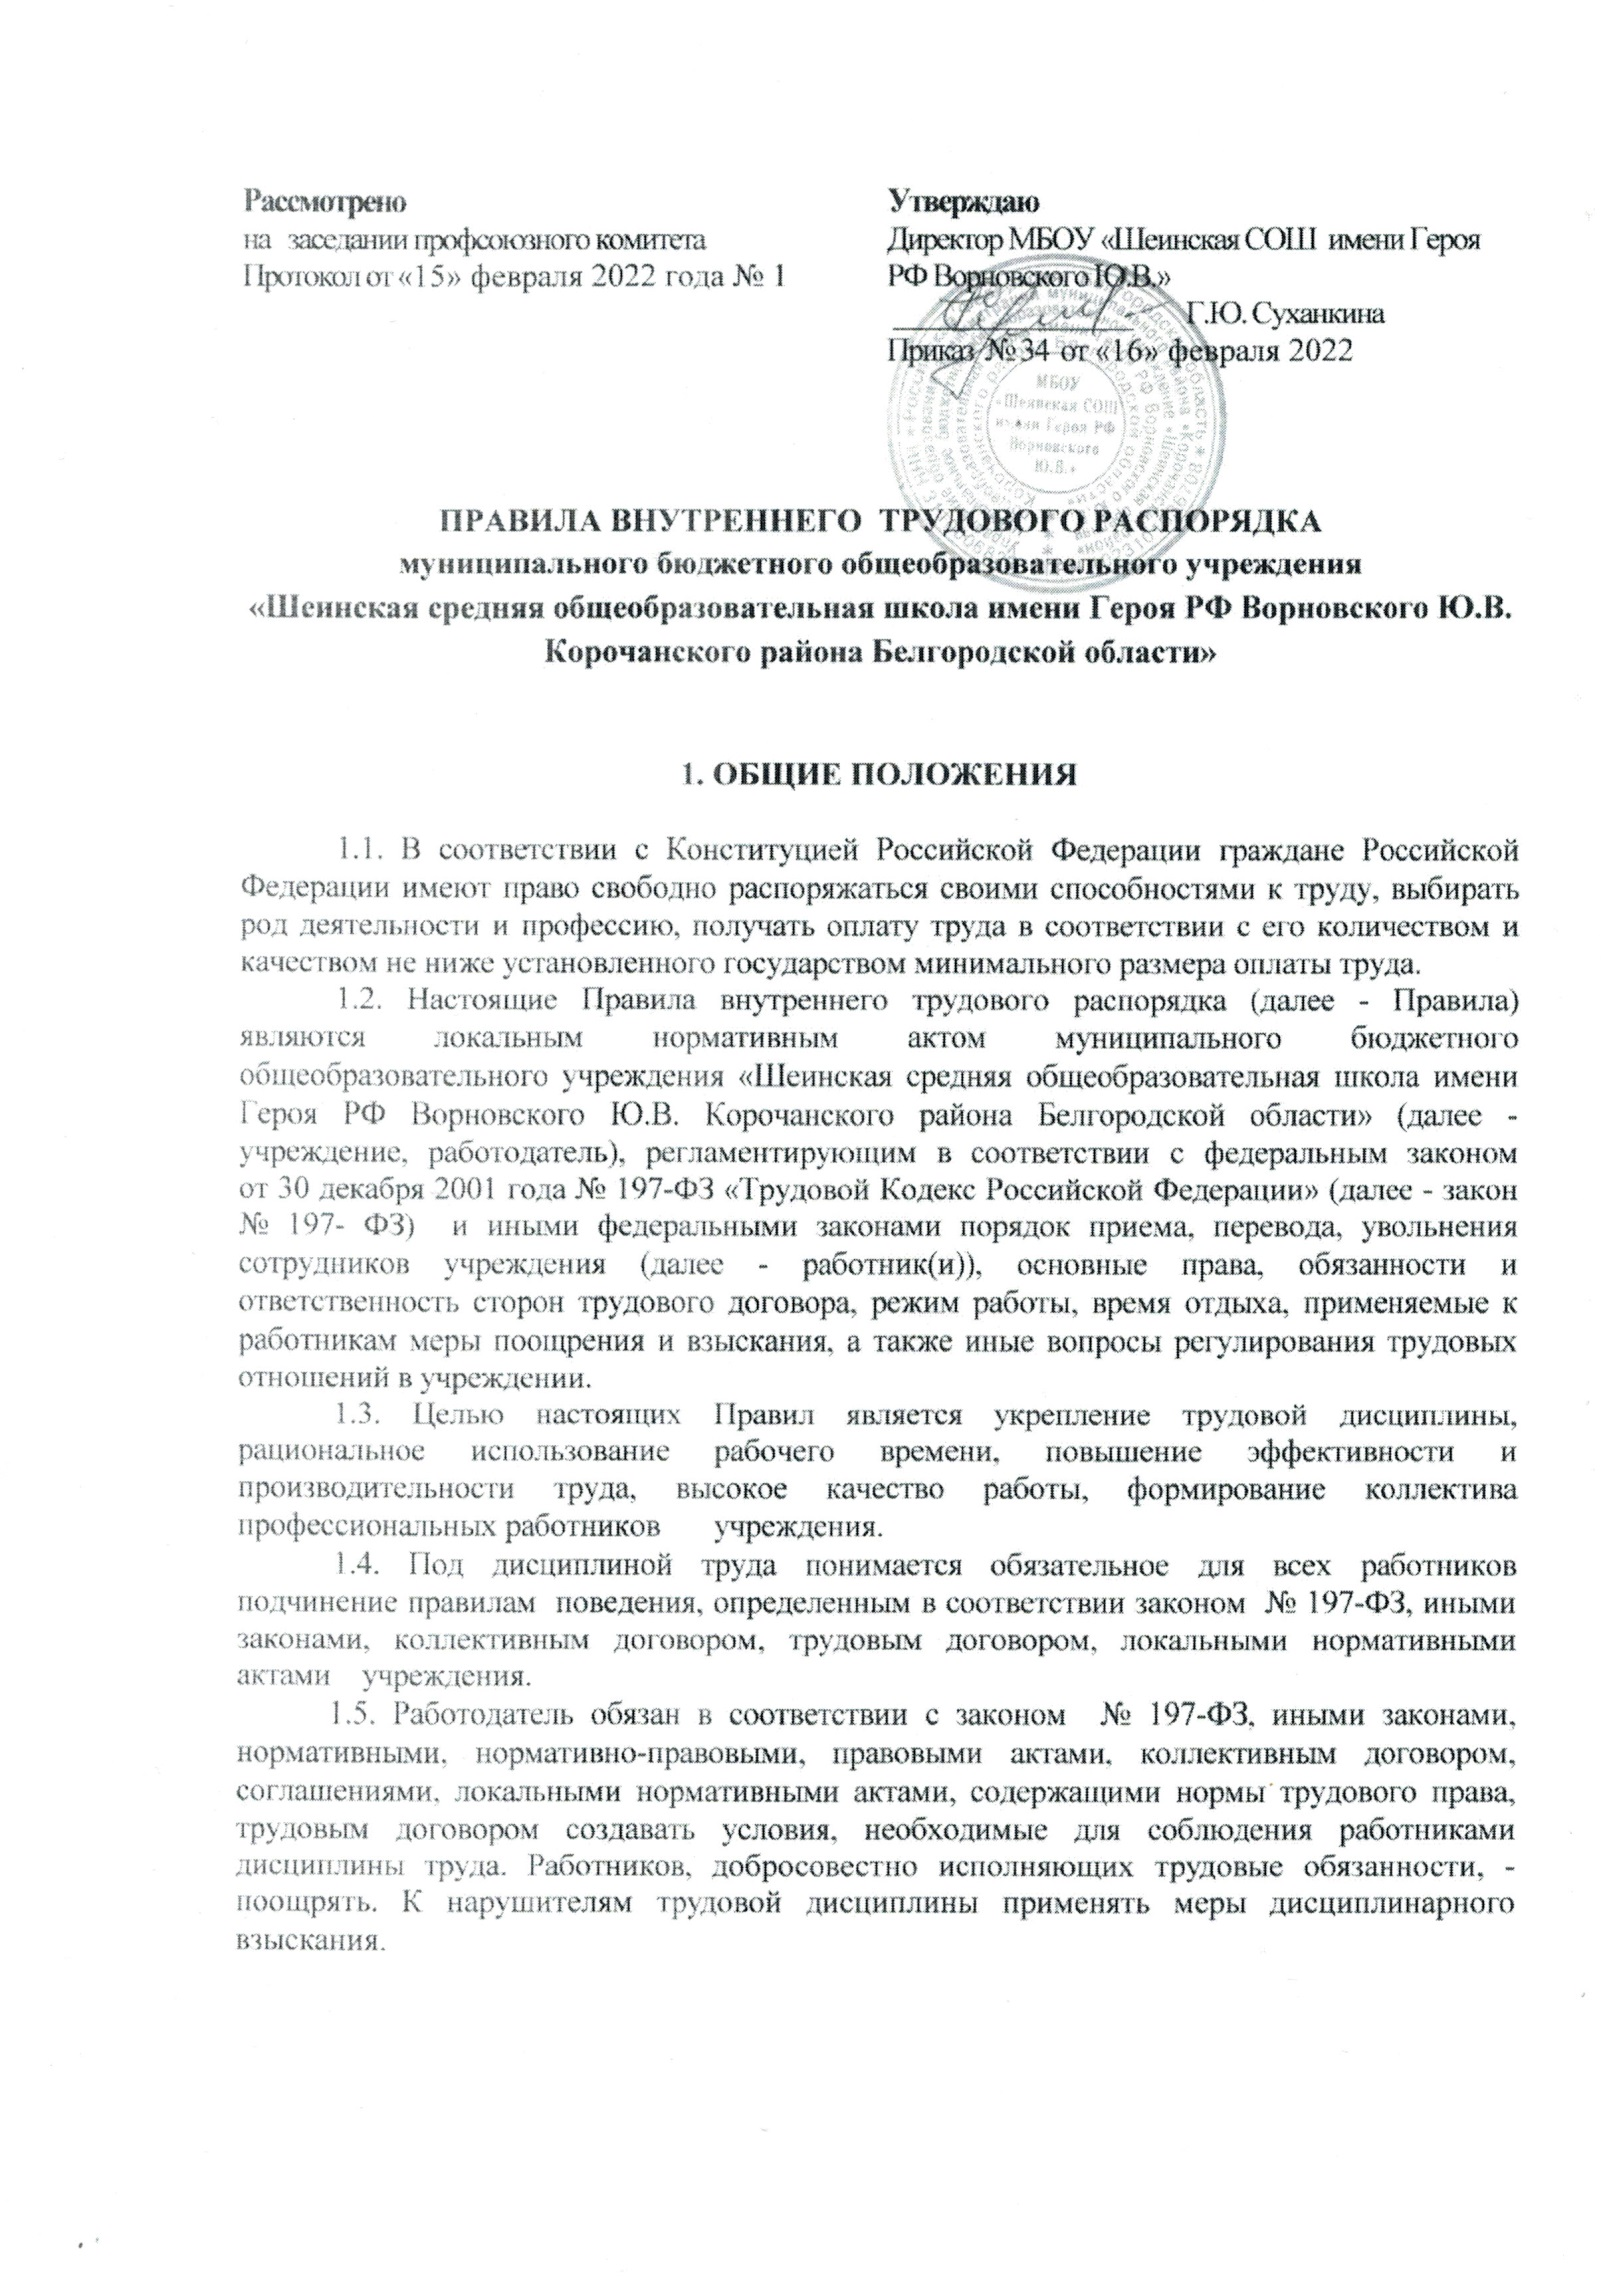 Рассмотрено
на заседании профсоюзного комитета
Протокол от «15» февраля 2022 года № 1
Утверждаю
Директор МБОУ «Шеинская СОШ имени Героя
РФ Ворновского Ю.В.»
Г.Ю. Суханкина
Приказ № 34 от «16» февраля 2022
МБОУ
«Шеинская СОШ
имени Героя РФ
Ворновского
Ю.В.»
ПРАВИЛА ВНУТРЕННЕГО ТРУДОВОГО РАСПОРЯДКА
муниципального бюджетного общеобразовательного учреждения
«Шеинская средняя общеобразовательная школа имени Героя РФ Ворновского Ю.В.
Корочанского района Белгородской области»
1. ОБЩИЕ ПОЛОЖЕНИЯ
1.1. В соответствии с Конституцией Российской Федерации граждане Российской
Федерации имеют право свободно распоряжаться своими способностями к труду, выбирать
род деятельности и профессию, получать оплату труда в соответствии с его количеством и
качеством не ниже установленного государством минимального размера оплаты труда.
1.2. Настоящие Правила внутреннего трудового распорядка (далее - Правила)
являются локальным нормативным актом муниципального бюджетного
общеобразовательного учреждения «Шеинская средняя общеобразовательная школа имени
Героя РФ Ворновского Ю.В. Корочанского района Белгородской области» (далее -
учреждение, работодатель), регламентирующим в соответствии с федеральным законом
от 30 декабря 2001 года № 197-ФЗ «Трудовой Кодекс Российской Федерации» (далее - закон
№ 197- ФЗ) и иными федеральными законами порядок приема, перевода, увольнения
сотрудников учреждения (далее - работник(и)), основные права, обязанности и
ответственность сторон трудового договора, режим работы, время отдыха, применяемые к
работникам меры поощрения и взыскания, а также иные вопросы регулирования трудовых
отношений в учреждении.
1.3. Целью настоящих Правил является укрепление трудовой дисциплины,
рациональное использование рабочего времени, повышение эффективности и
производительности труда, высокое качество работы, формирование коллектива
профессиональных работников учреждения.
1.4. Под дисциплиной труда понимается обязательное для всех работников
подчинение правилам поведения, определенным в соответствии законом № 197-ФЗ, иными
законами, коллективным договором, трудовым договором, локальными нормативными
актами учреждения.
1.5. Работодатель обязан в соответствии с законом № 197-ФЗ, иными законами,
нормативными, нормативно-правовыми, правовыми актами, коллективным договором,
соглашениями, локальными нормативными актами, содержащими нормы трудового права,
трудовым договором создавать условия, необходимые для соблюдения работниками
дисциплины труда. Работников, добросовестно исполняющих трудовые обязанности, -
поощрять. К нарушителям трудовой дисциплины применять меры дисциплинарного
взыскания.